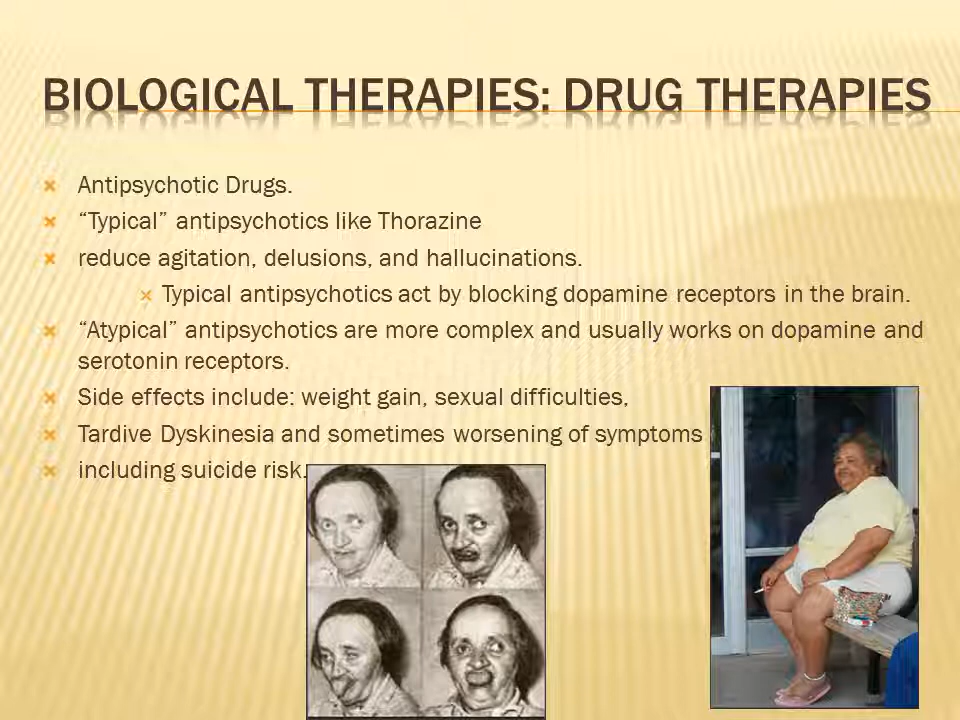 BIOLOGICAL THERAPIES: DRUG THERAPIES
Antipsychotic Drugs.
“Typical” antipsychotics like Thorazine
reduce agitation, delusions, and hallucinations.
Typical antipsychotics act by blocking dopamine receptors in the brain.
“Atypical” antipsychotics are more complex and usually works on dopamine and
serotonin receptors.
Side effects include: weight gain, sexual difficulties,
Tardive Dyskinesia and sometimes worsening of symptoms
including suicide risk.